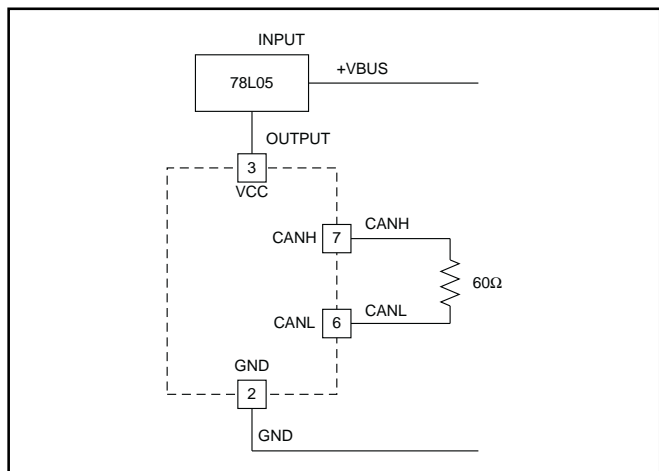 INPUT
78L05
+VBUS
OUTPUT
3
VCC
CANH
7
CANH
60Ω
CANL
6
CANL
GND
2
GND